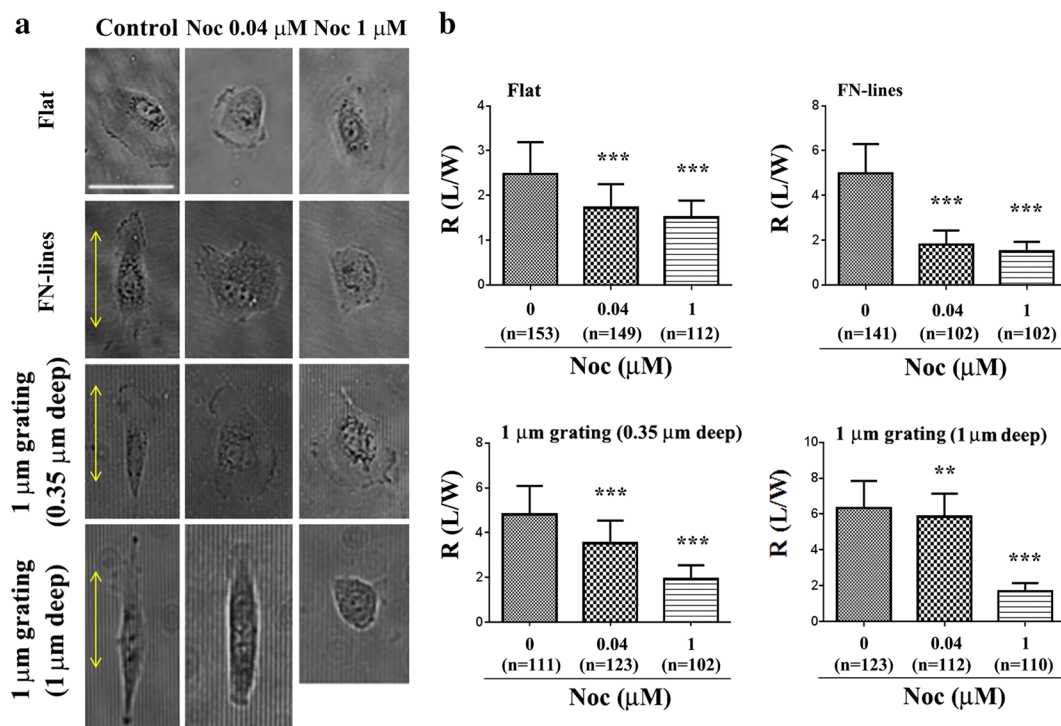 a
Control Noc 0.04 μM Noc 1 μM
Flat
FN-lines
1 μm grating
(0.35 μm deep)
1 μm grating
(1 μm deep)
b
Flat
R (L/W)
4
3
2
1
0
***
***
0 0.04 1
(n=153) (n=149) (n=112)
Noc (μM)
FN-lines
R (L/W)
8
6
4
2
0
***
***
0 0.04 1
(n=141) (n=102) (n=102)
Noc (μM)
1 μm grating (0.35 μm deep)
R (L/W)
8
6
4
2
0
***
***
0 0.04 1
(n=111) (n=123) (n=102)
Noc (μM)
1 μm grating (1 μm deep)
R (L/W)
10
8
6
4
2
0
**
***
0 0.04 1
(n=123) (n=112) (n=110)
Noc (μM)